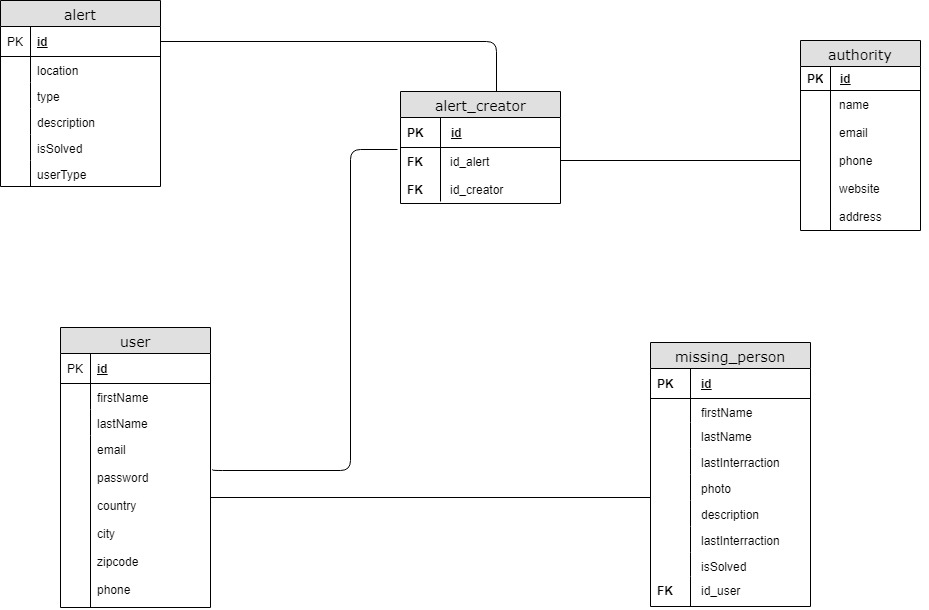 alert
PK id
location
type
description
isSolved
userType
alert_creator
PK id
FK id_alert
FK id_creator
authority
PK id
name
email
phone
website
address
user
PK id
firstName
lastName
email
password
country
city
zipcode
phone
missing_person
PK id
firstName
lastName
lastInterraction
photo
description
lastInterraction
isSolved
FK id_user